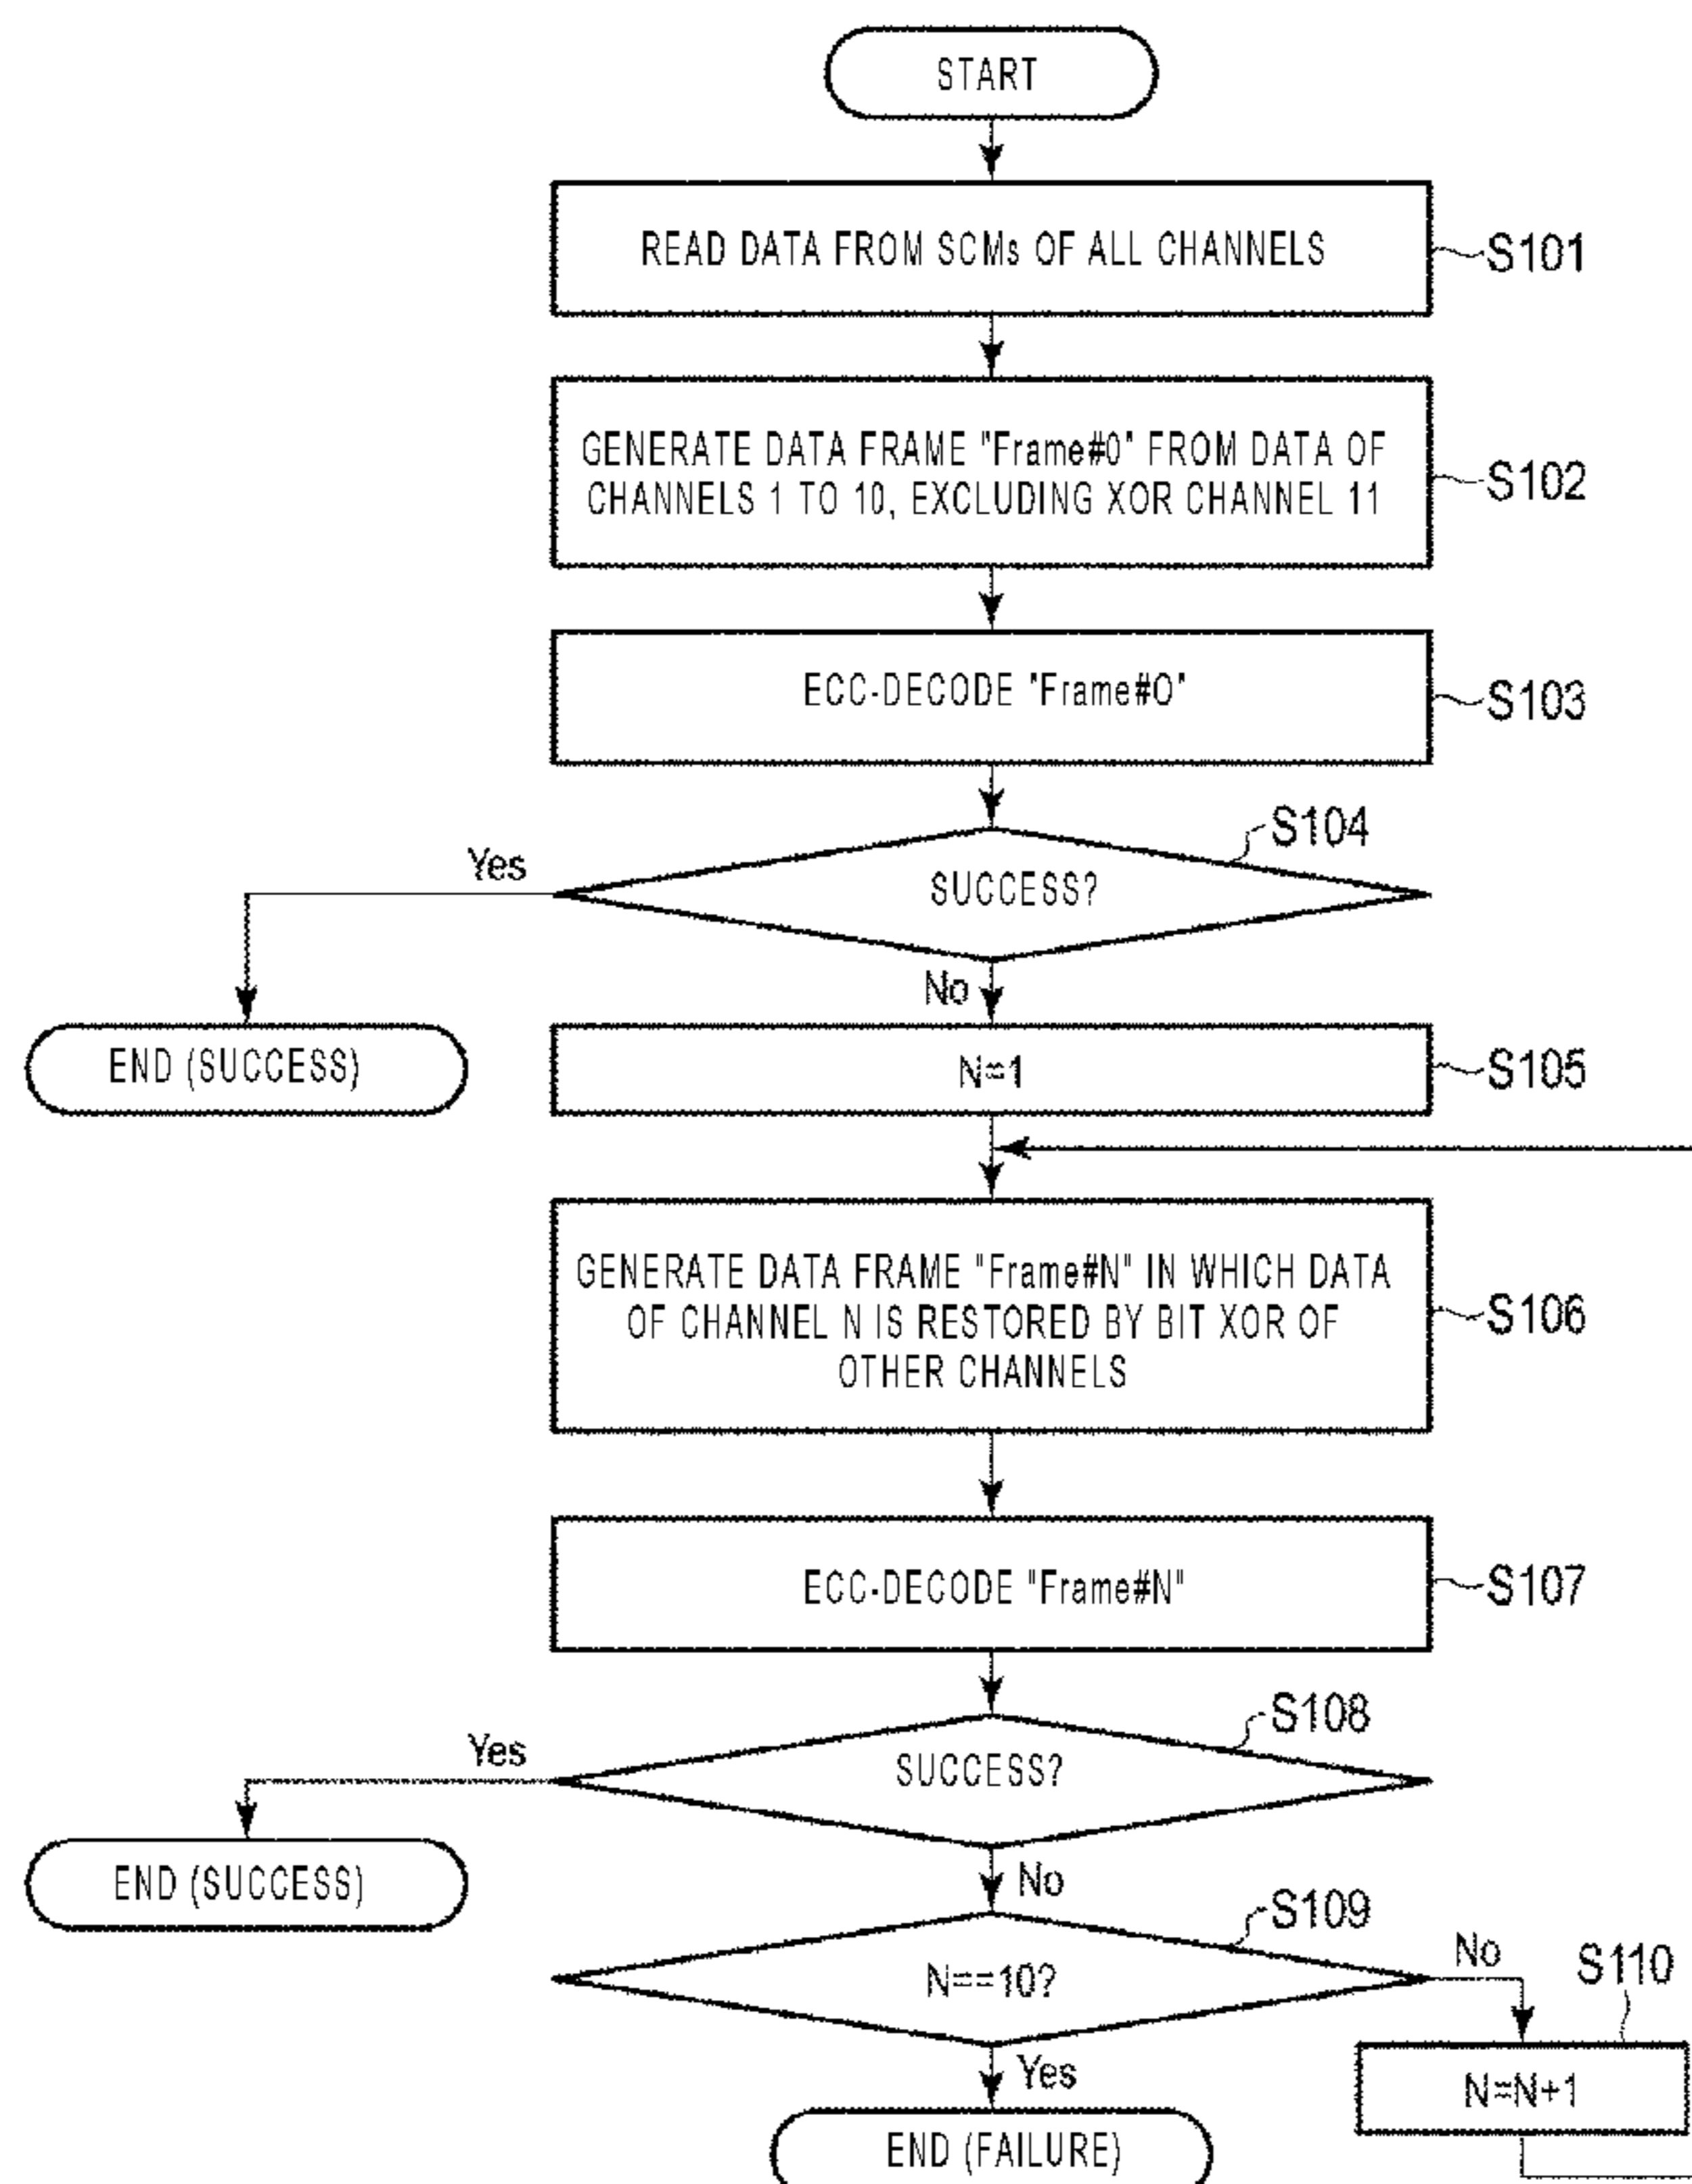 START
READ DATA FROM SCMs OF ALL CHANNELS
S101
GENERATE DATA FRAME "Frame#0" FROM DATA OF
CHANNELS 1 TO 10, EXCLUDING XOR CHANNEL 11
S102
ECC-DECODE "Frame#0"
S103
S104
Yes
SUCCESS?
No
END (SUCCESS)
N=1
S105
GENERATE DATA FRAME "Frame#N" IN WHICH DATA
OF CHANNEL N IS RESTORED BY BIT XOR OF
OTHER CHANNELS
S106
ECC-DECODE "Frame#N"
S107
S108
Yes
SUCCESS?
END (SUCCESS)
No
S109
N==10?
No
S110
Yes
N=N+1
END (FAILURE)